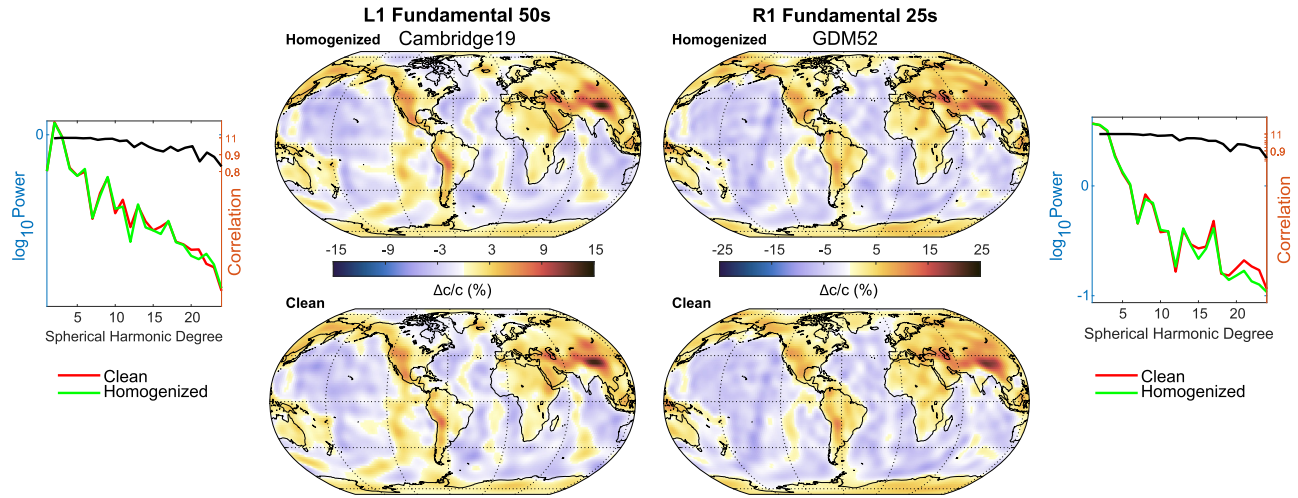 L1 Fundamental 50s
R1 Fundamental 25s
Homogenized
Cambridge19
Homogenized
GDM52
0
11
0.9
0.8
log10Power
Correlation
5 10 15 20
Spherical Harmonic Degree
Clean
Homogenized
-15 -9 -3 3 9 15
Δc/c (%)
-25 -15 -5 5 15 25
Δc/c (%)
Clean
Clean
11
0.9
0
-1
log10Power
Correlation
5 10 15 20
Spherical Harmonic Degree
Clean
Homogenized